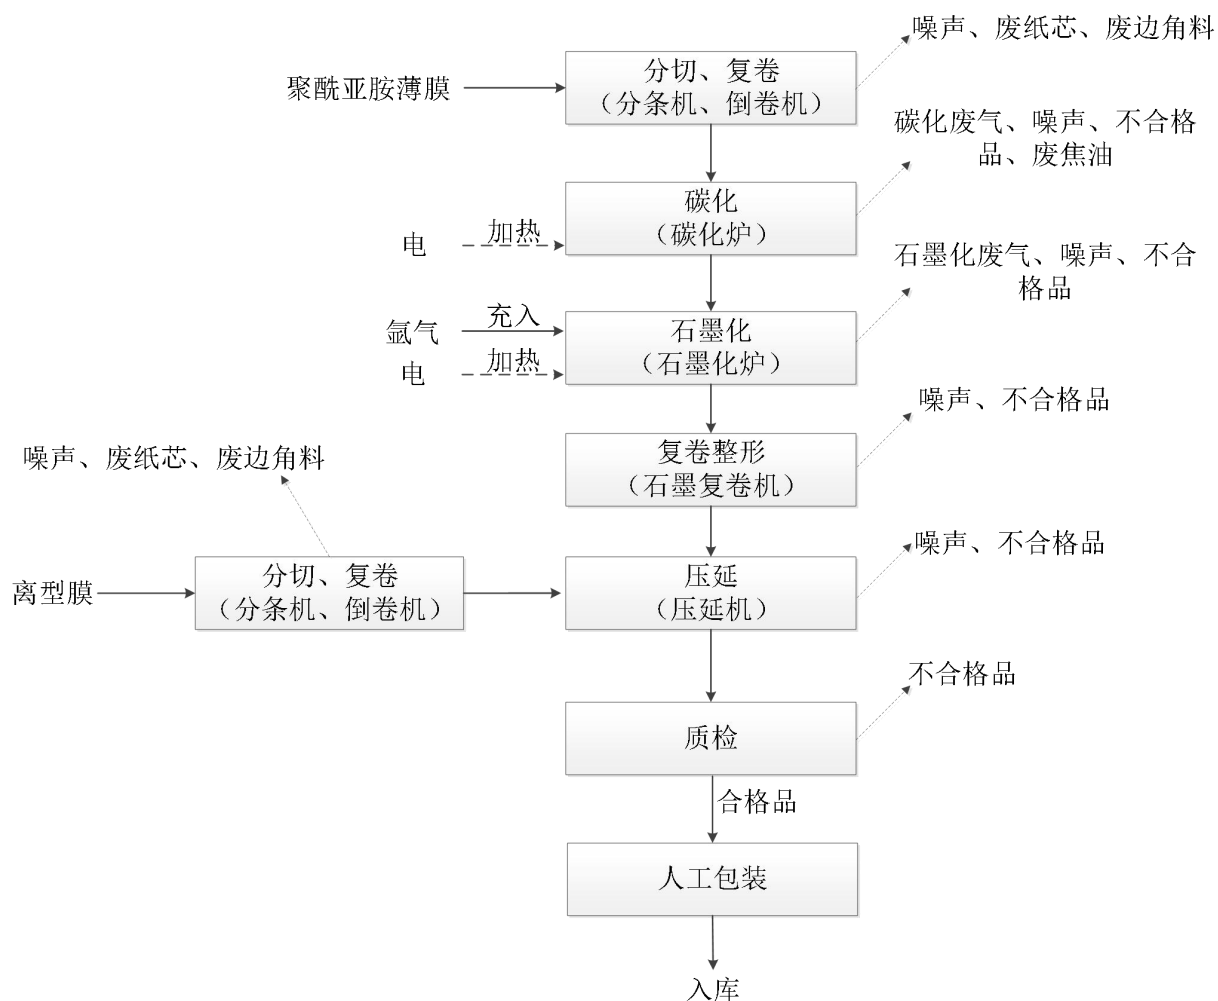 噪声、废纸芯、废边角料
聚酰亚胺薄膜
分切、复卷
（分条机、倒卷机）
碳化废气、噪声、不合格
品、废焦油
碳化
（碳化炉）
电
加热
石墨化废气、噪声、不合
格品
氩气
充入
石墨化
（石墨化炉）
电
加热
噪声、不合格品
复卷整形
（石墨复卷机）
噪声、废纸芯、废边角料
离型膜
分切、复卷
（分条机、倒卷机）
压延
（压延机）
噪声、不合格品
不合格品
质检
合格品
人工包装
入库